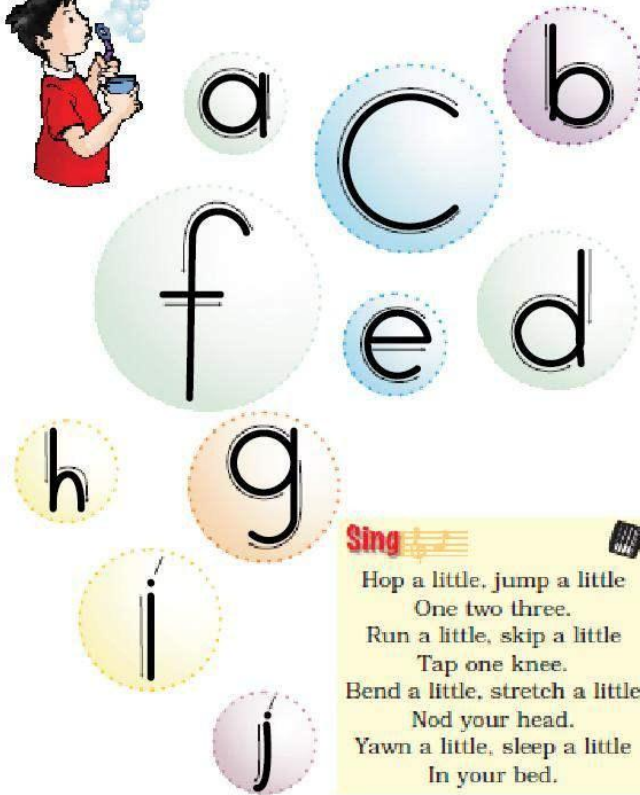 a
c
b
f
e
d
h
g
i
j
Sing
Hop a little, jump a little
One two three.
Run a little, skip a little
Tap one knee.
Bend a little, stretch a little
Nod your head.
Yawn a little, sleep a little
In your bed.